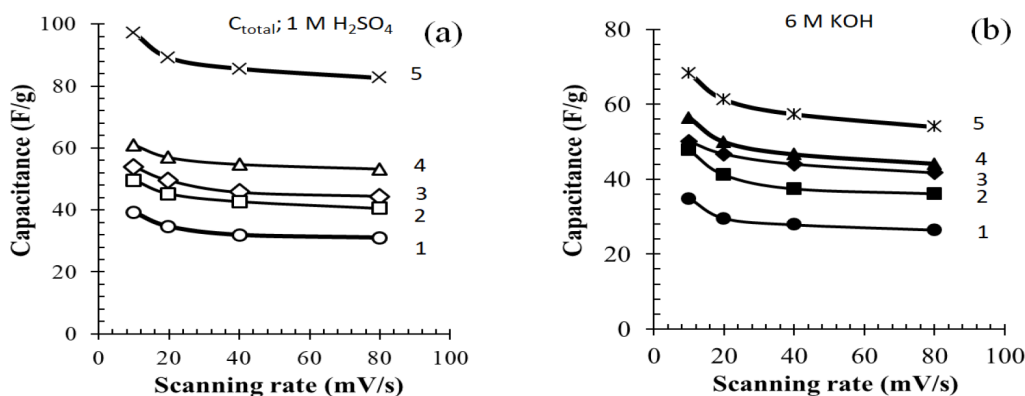 C_total; 1 M H₂SO₄
(a)
Capacitance (F/g)
100
80
60
40
20
0
5
4
3
2
1
0 20 40 60 80 100
Scanning rate (mV/s)
6 M KOH
(b)
Capacitance (F/g)
80
60
40
20
0
5
4
3
2
1
0 20 40 60 80 100
Scanning rate (mV/s)